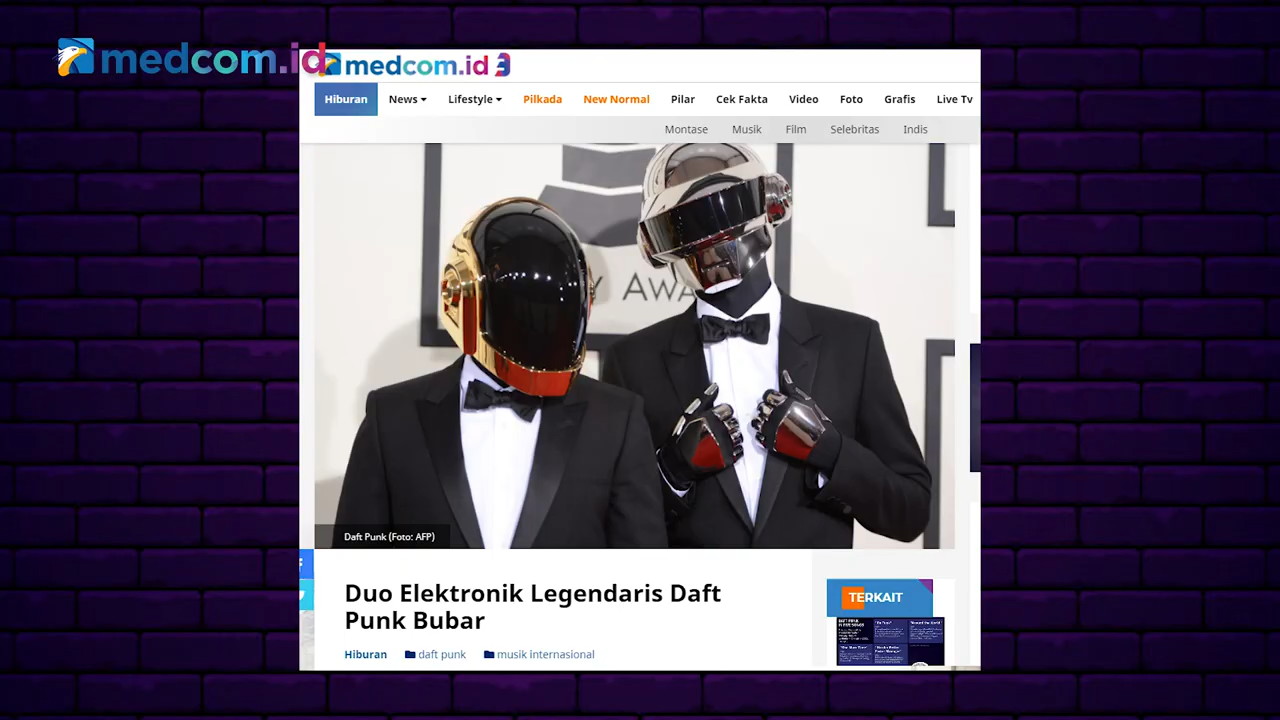 medcom.id
medcom.id 3
Hiburan News Lifestyle Pilkada New Normal Pilar Cek Fakta Video Foto Grafis Live Tv
Montase Musik Film Selebritas Indis
Y AWA
Daft Punk (Foto: AFP)
Duo Elektronik Legendaris Daft
Punk Bubar
Hiburan daft punk musik internasional
TERKAIT